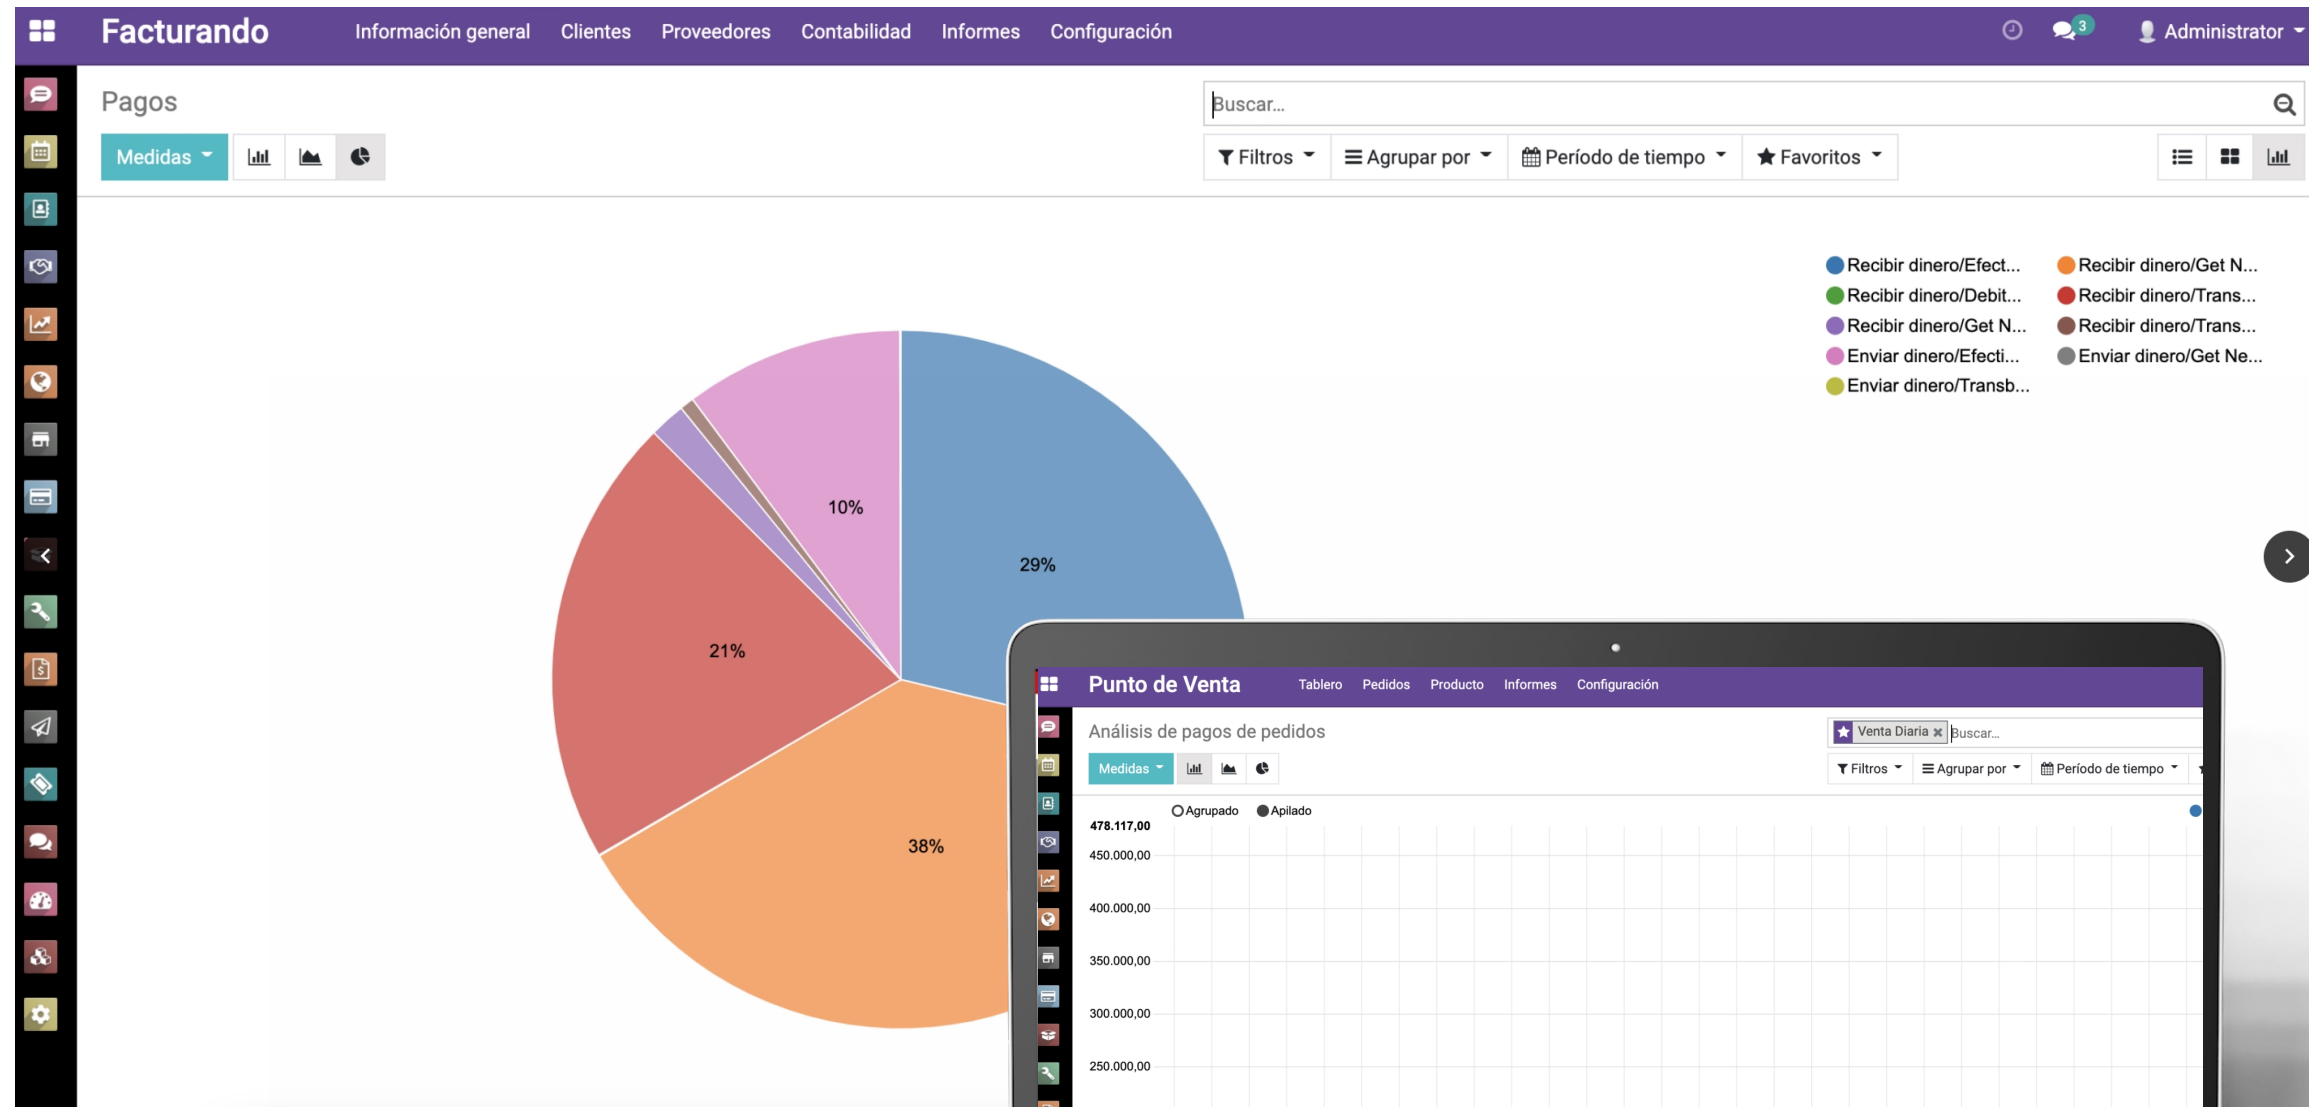 Facturando Información general Clientes Proveedores Contabilidad Informes Configuración 3 Administrator
Pagos
Buscar...
Medidas
Filtros Agrupar por Período de tiempo Favoritos
Recibir dinero/Efect... Recibir dinero/Get N...
Recibir dinero/Debit... Recibir dinero/Trans...
Recibir dinero/Get N... Recibir dinero/Trans...
Enviar dinero/Efecti... Enviar dinero/Get Ne...
Enviar dinero/Transb...
10%
29%
21%
38%
Punto de Venta Tablero Pedidos Producto Informes Configuración
Análisis de pagos de pedidos
Venta Diaria Buscar...
Medidas
Filtros Agrupar por Período de tiempo
Agrupado Apilado
478.117,00
450.000,00
400.000,00
350.000,00
300.000,00
250.000,00